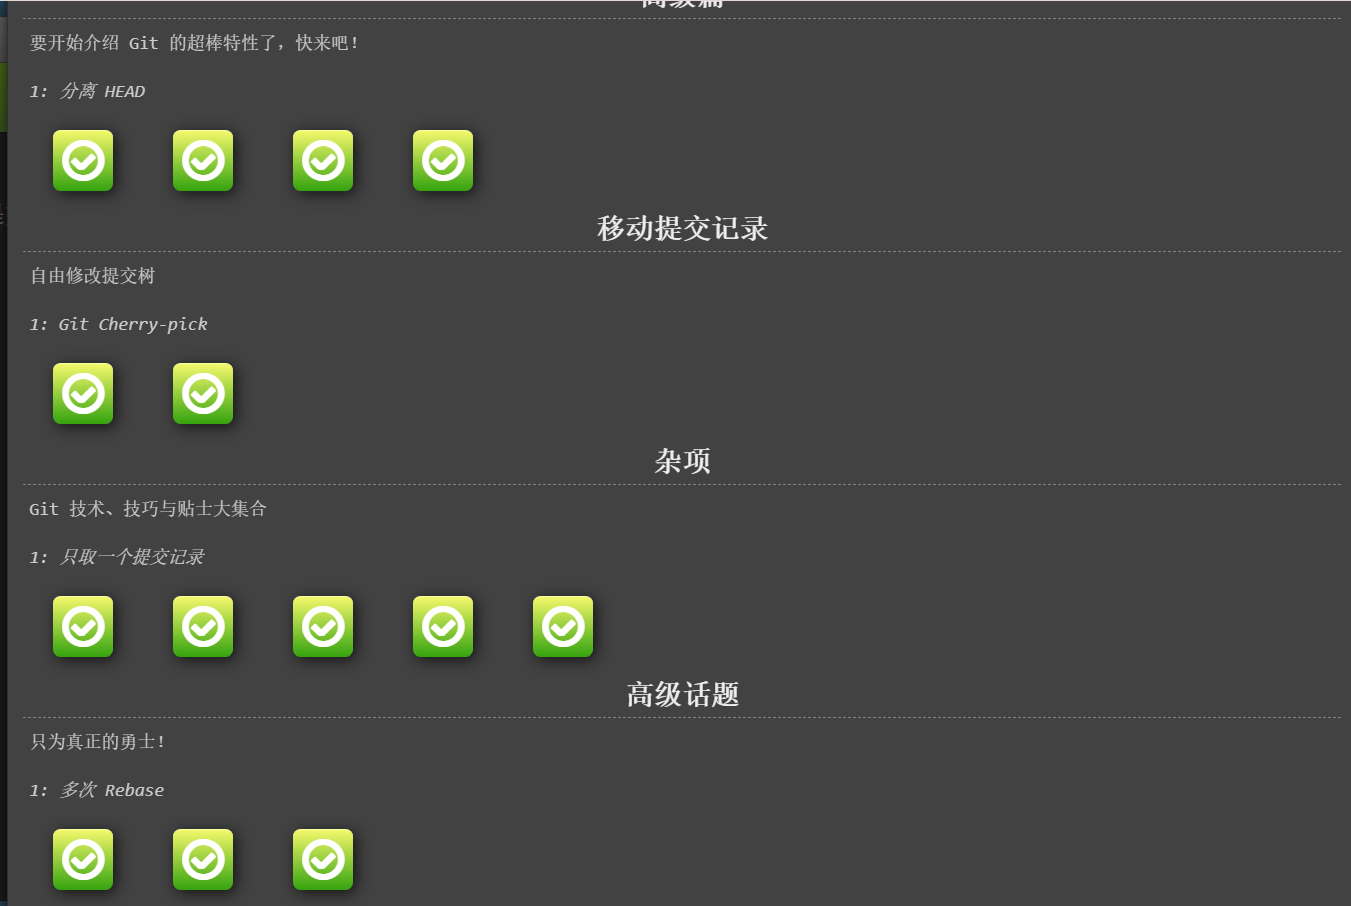 高级篇
要开始介绍 Git 的超棒特性了，快来吧！
1: 分离 HEAD
移动提交记录
自由修改提交树
1: Git Cherry-pick
杂项
Git 技术、技巧与贴士大集合
1: 只取一个提交记录
高级话题
只为真正的勇士！
1: 多次 Rebase